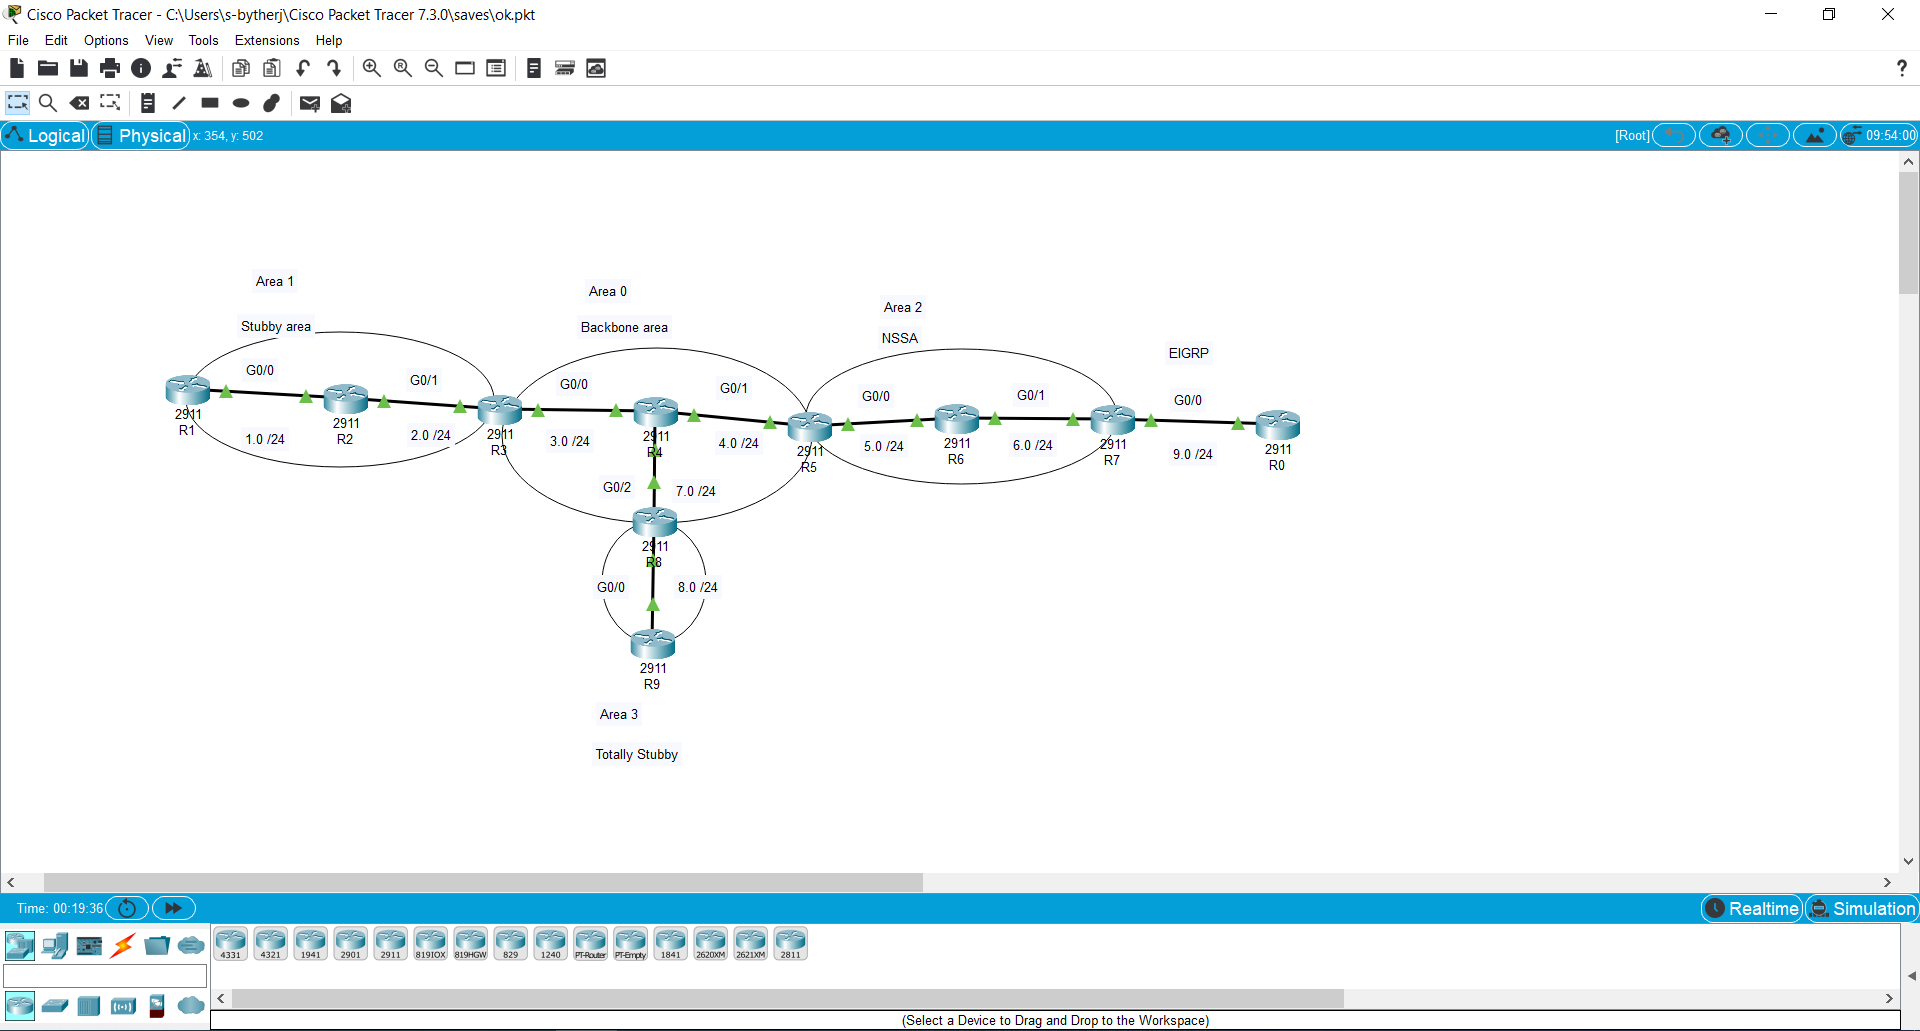 Cisco Packet Tracer - C:\Users\s-bytherj\Cisco Packet Tracer 7.3.0\saves\ok.pkt
File Edit Options View Tools Extensions Help
Logical Physical x: 354, y: 502 [Root] 09:54:00
Area 1
Area 0
Area 2
Stubby area
Backbone area
NSSA
EIGRP
G0/0
G0/1
G0/0
G0/1
G0/0
G0/1
G0/0
2911
R1
1.0 /24
2911
R2
2.0 /24
2911
R3
3.0 /24
2911
R4
4.0 /24
2911
R5
5.0 /24
2911
R6
6.0 /24
2911
R7
9.0 /24
2911
R0
G0/2
7.0 /24
2911
R8
G0/0
8.0 /24
2911
R9
Area 3
Totally Stubby
Time: 00:19:36
Realtime Simulation
4331 4321 1941 2901 2911 819IOX 819HGW 829 1240 PT-Router PT-Empty 1841 2620XM 2621XM 2811
(Select a Device to Drag and Drop to the Workspace)